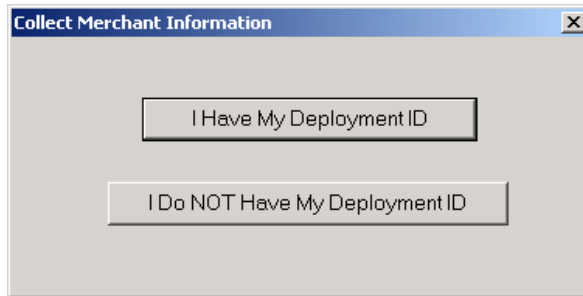 Collect Merchant Information
I Have My Deployment ID
I Do NOT Have My Deployment ID